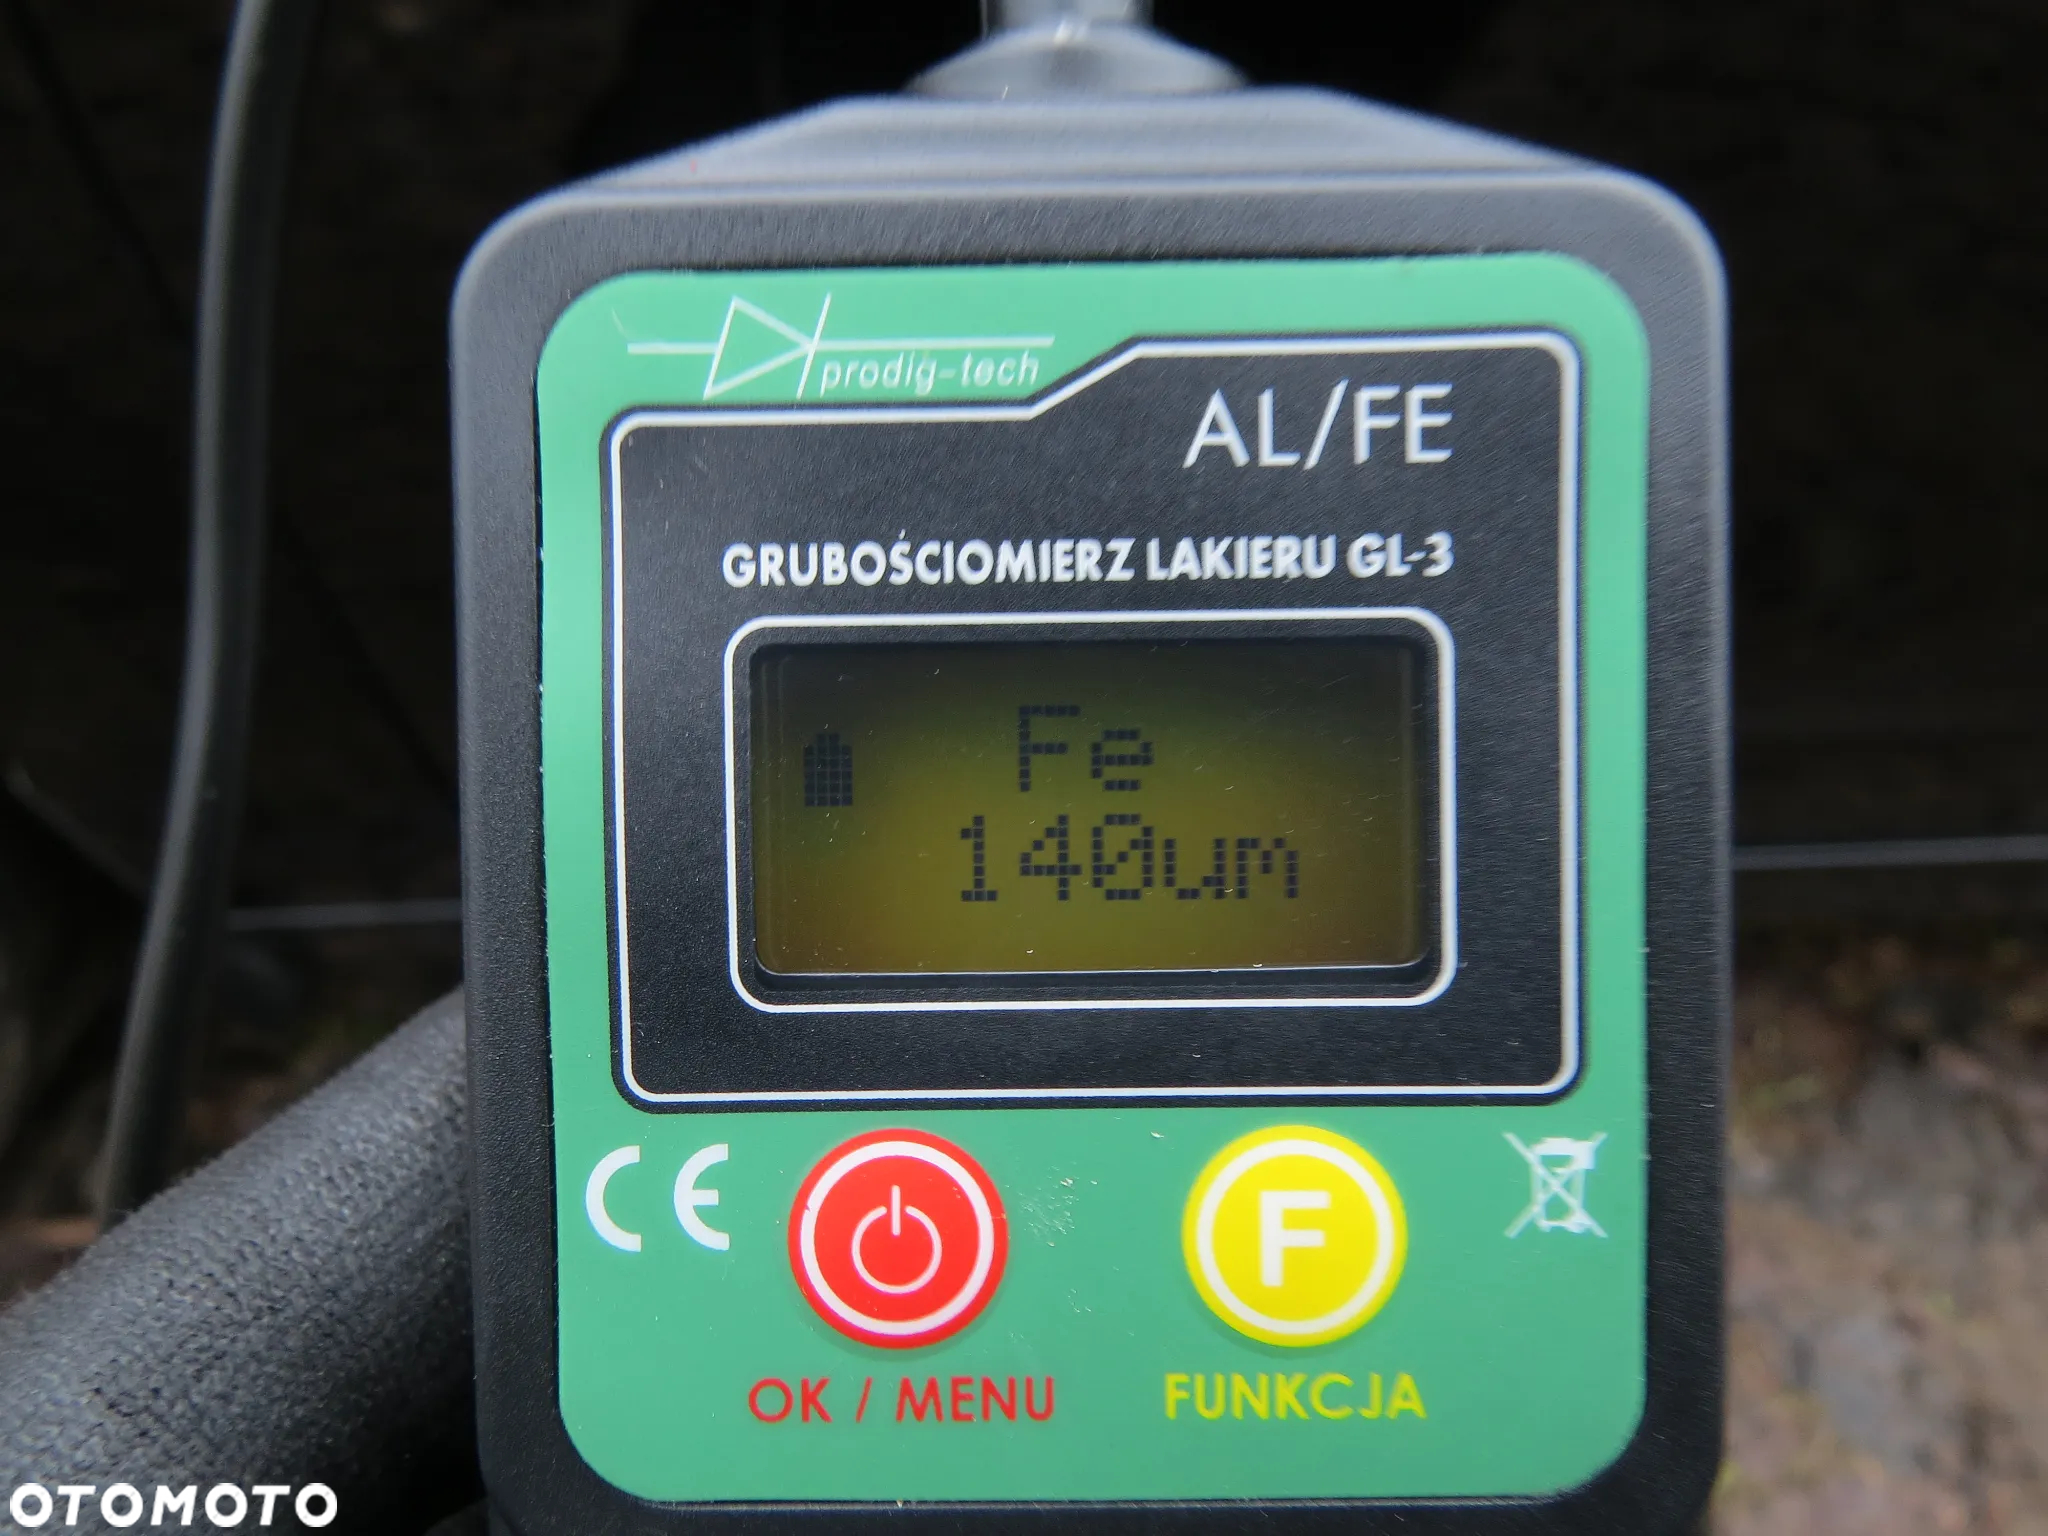 prodig-tech
AL/FE
GRUBOŚCIOMIERZ LAKIERU GL-3
Fe
140um
CE
F
OK / MENU
FUNKCJA
OTOMOTO